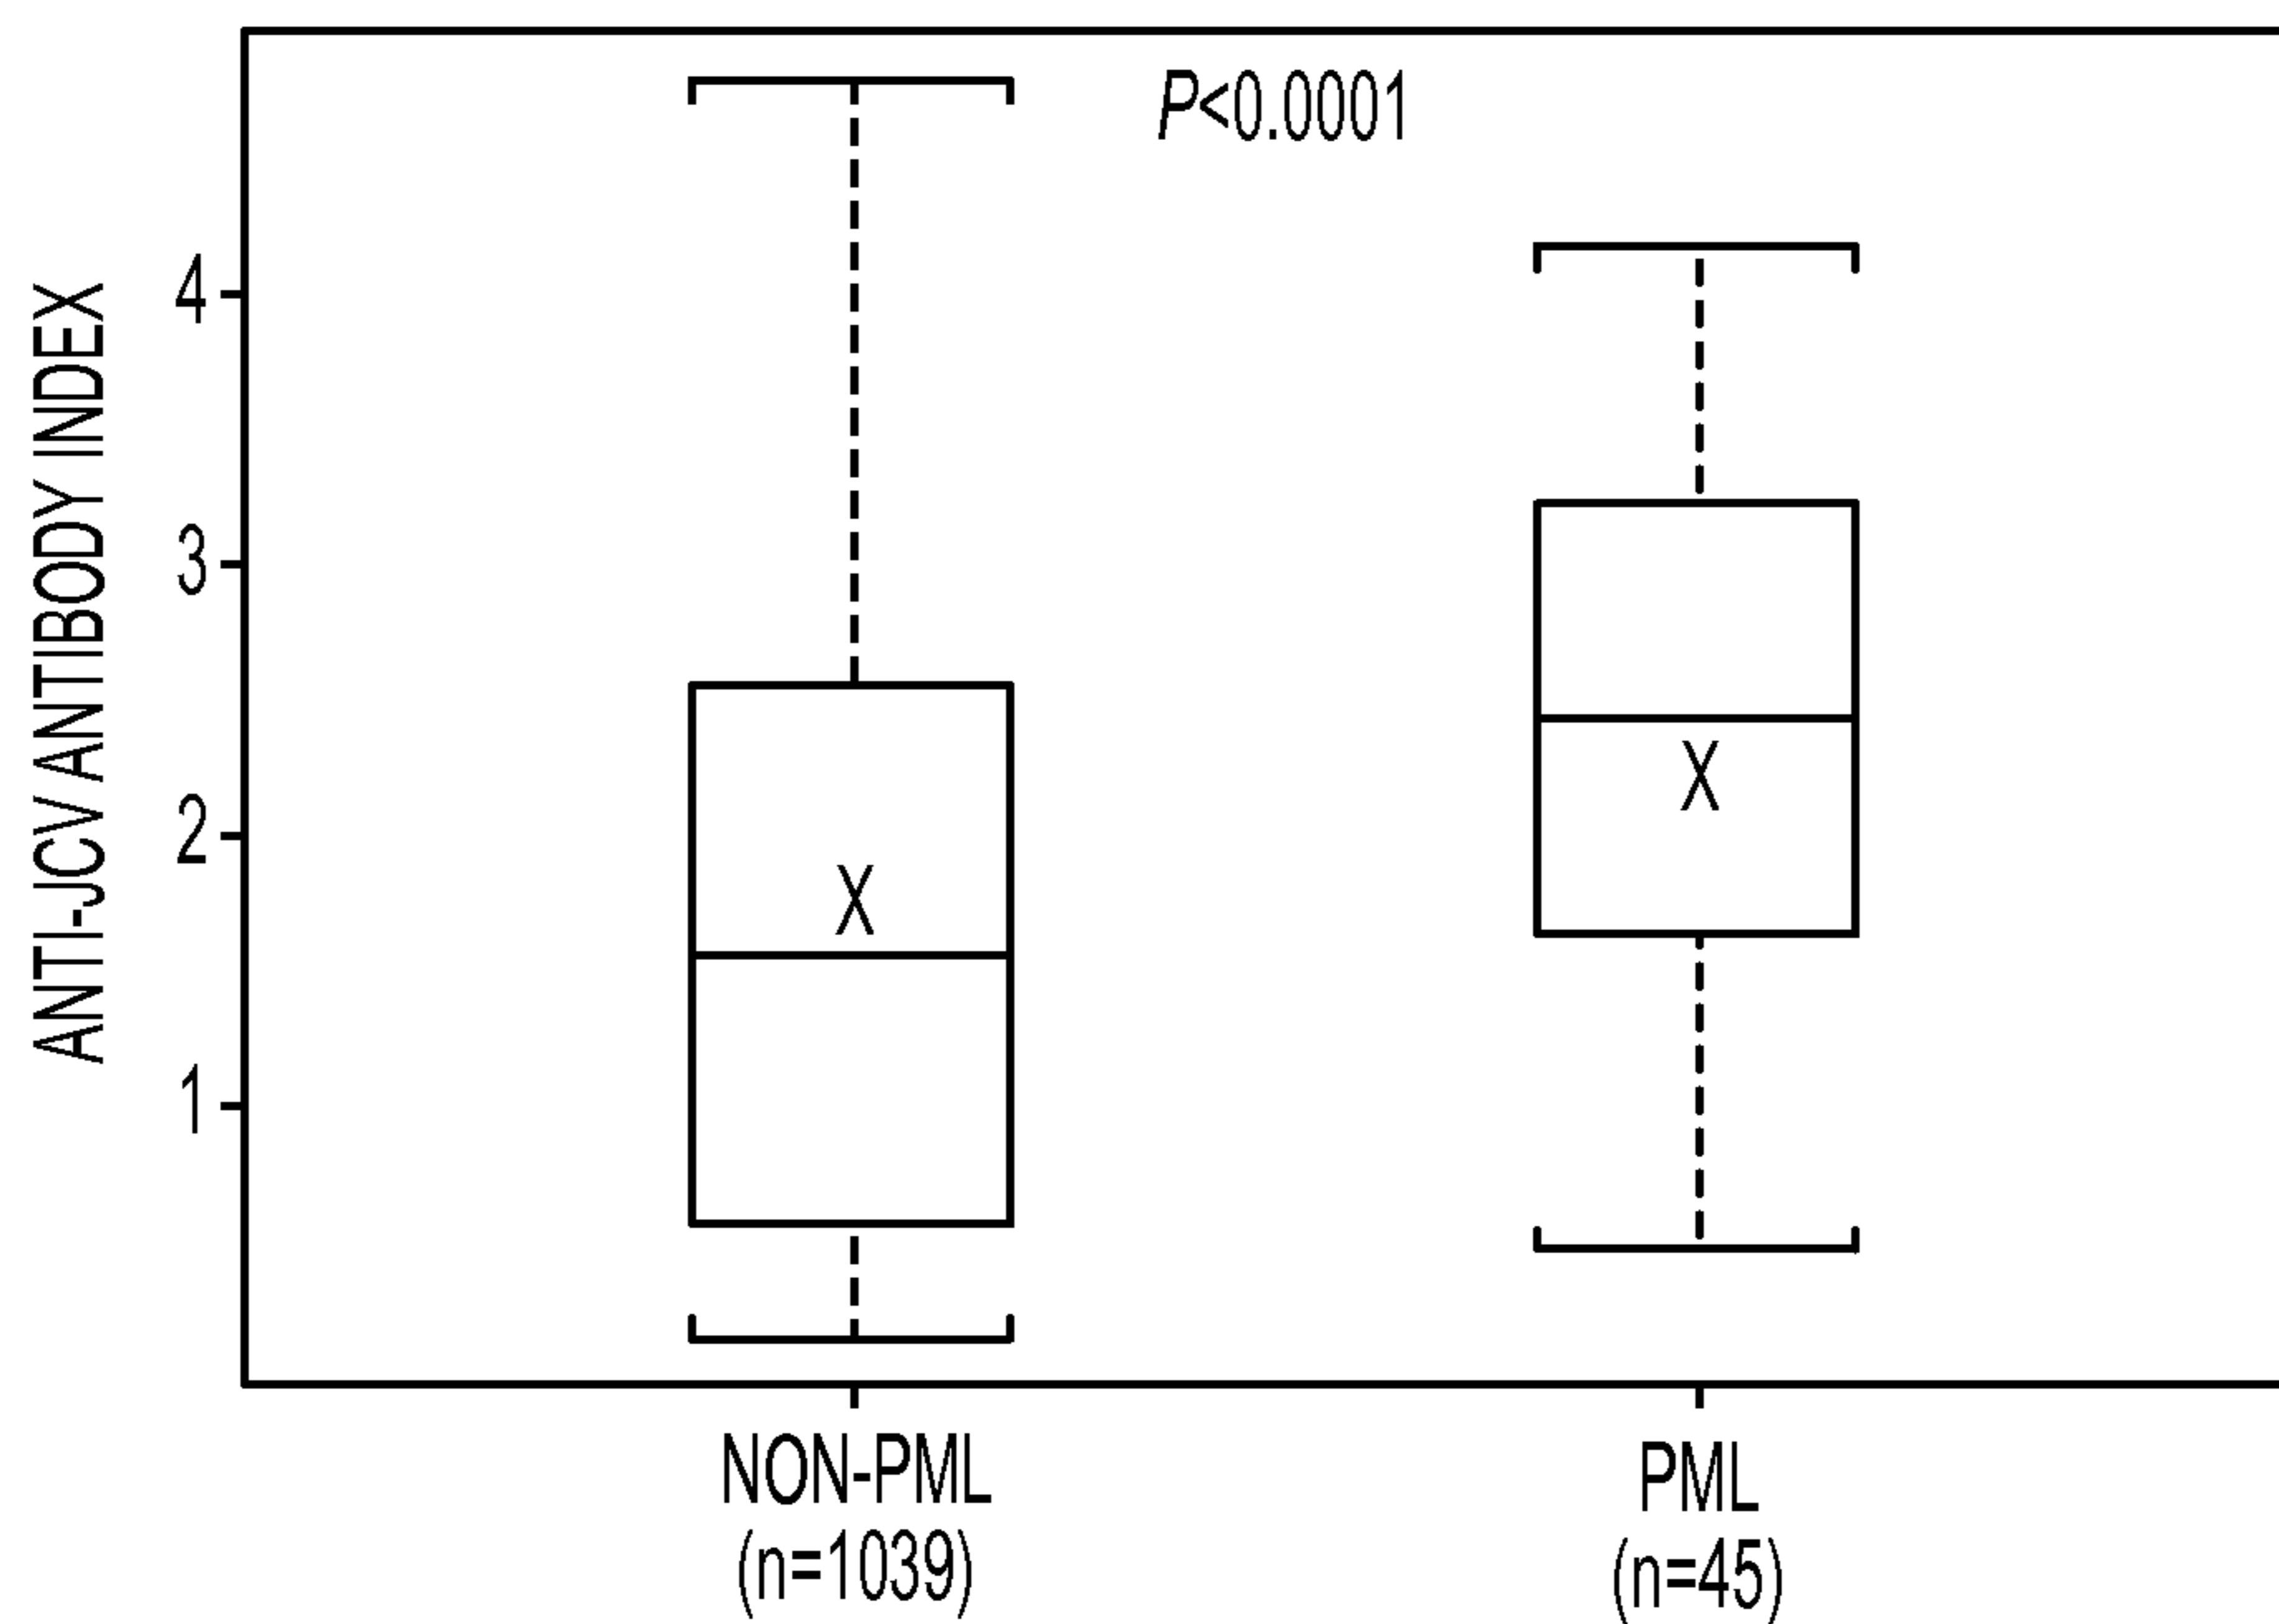 P<0.0001
ANTI-JCV ANTIBODY INDEX
4
3
2
1
X
X
NON-PML
(n=1039)
PML
(n=45)